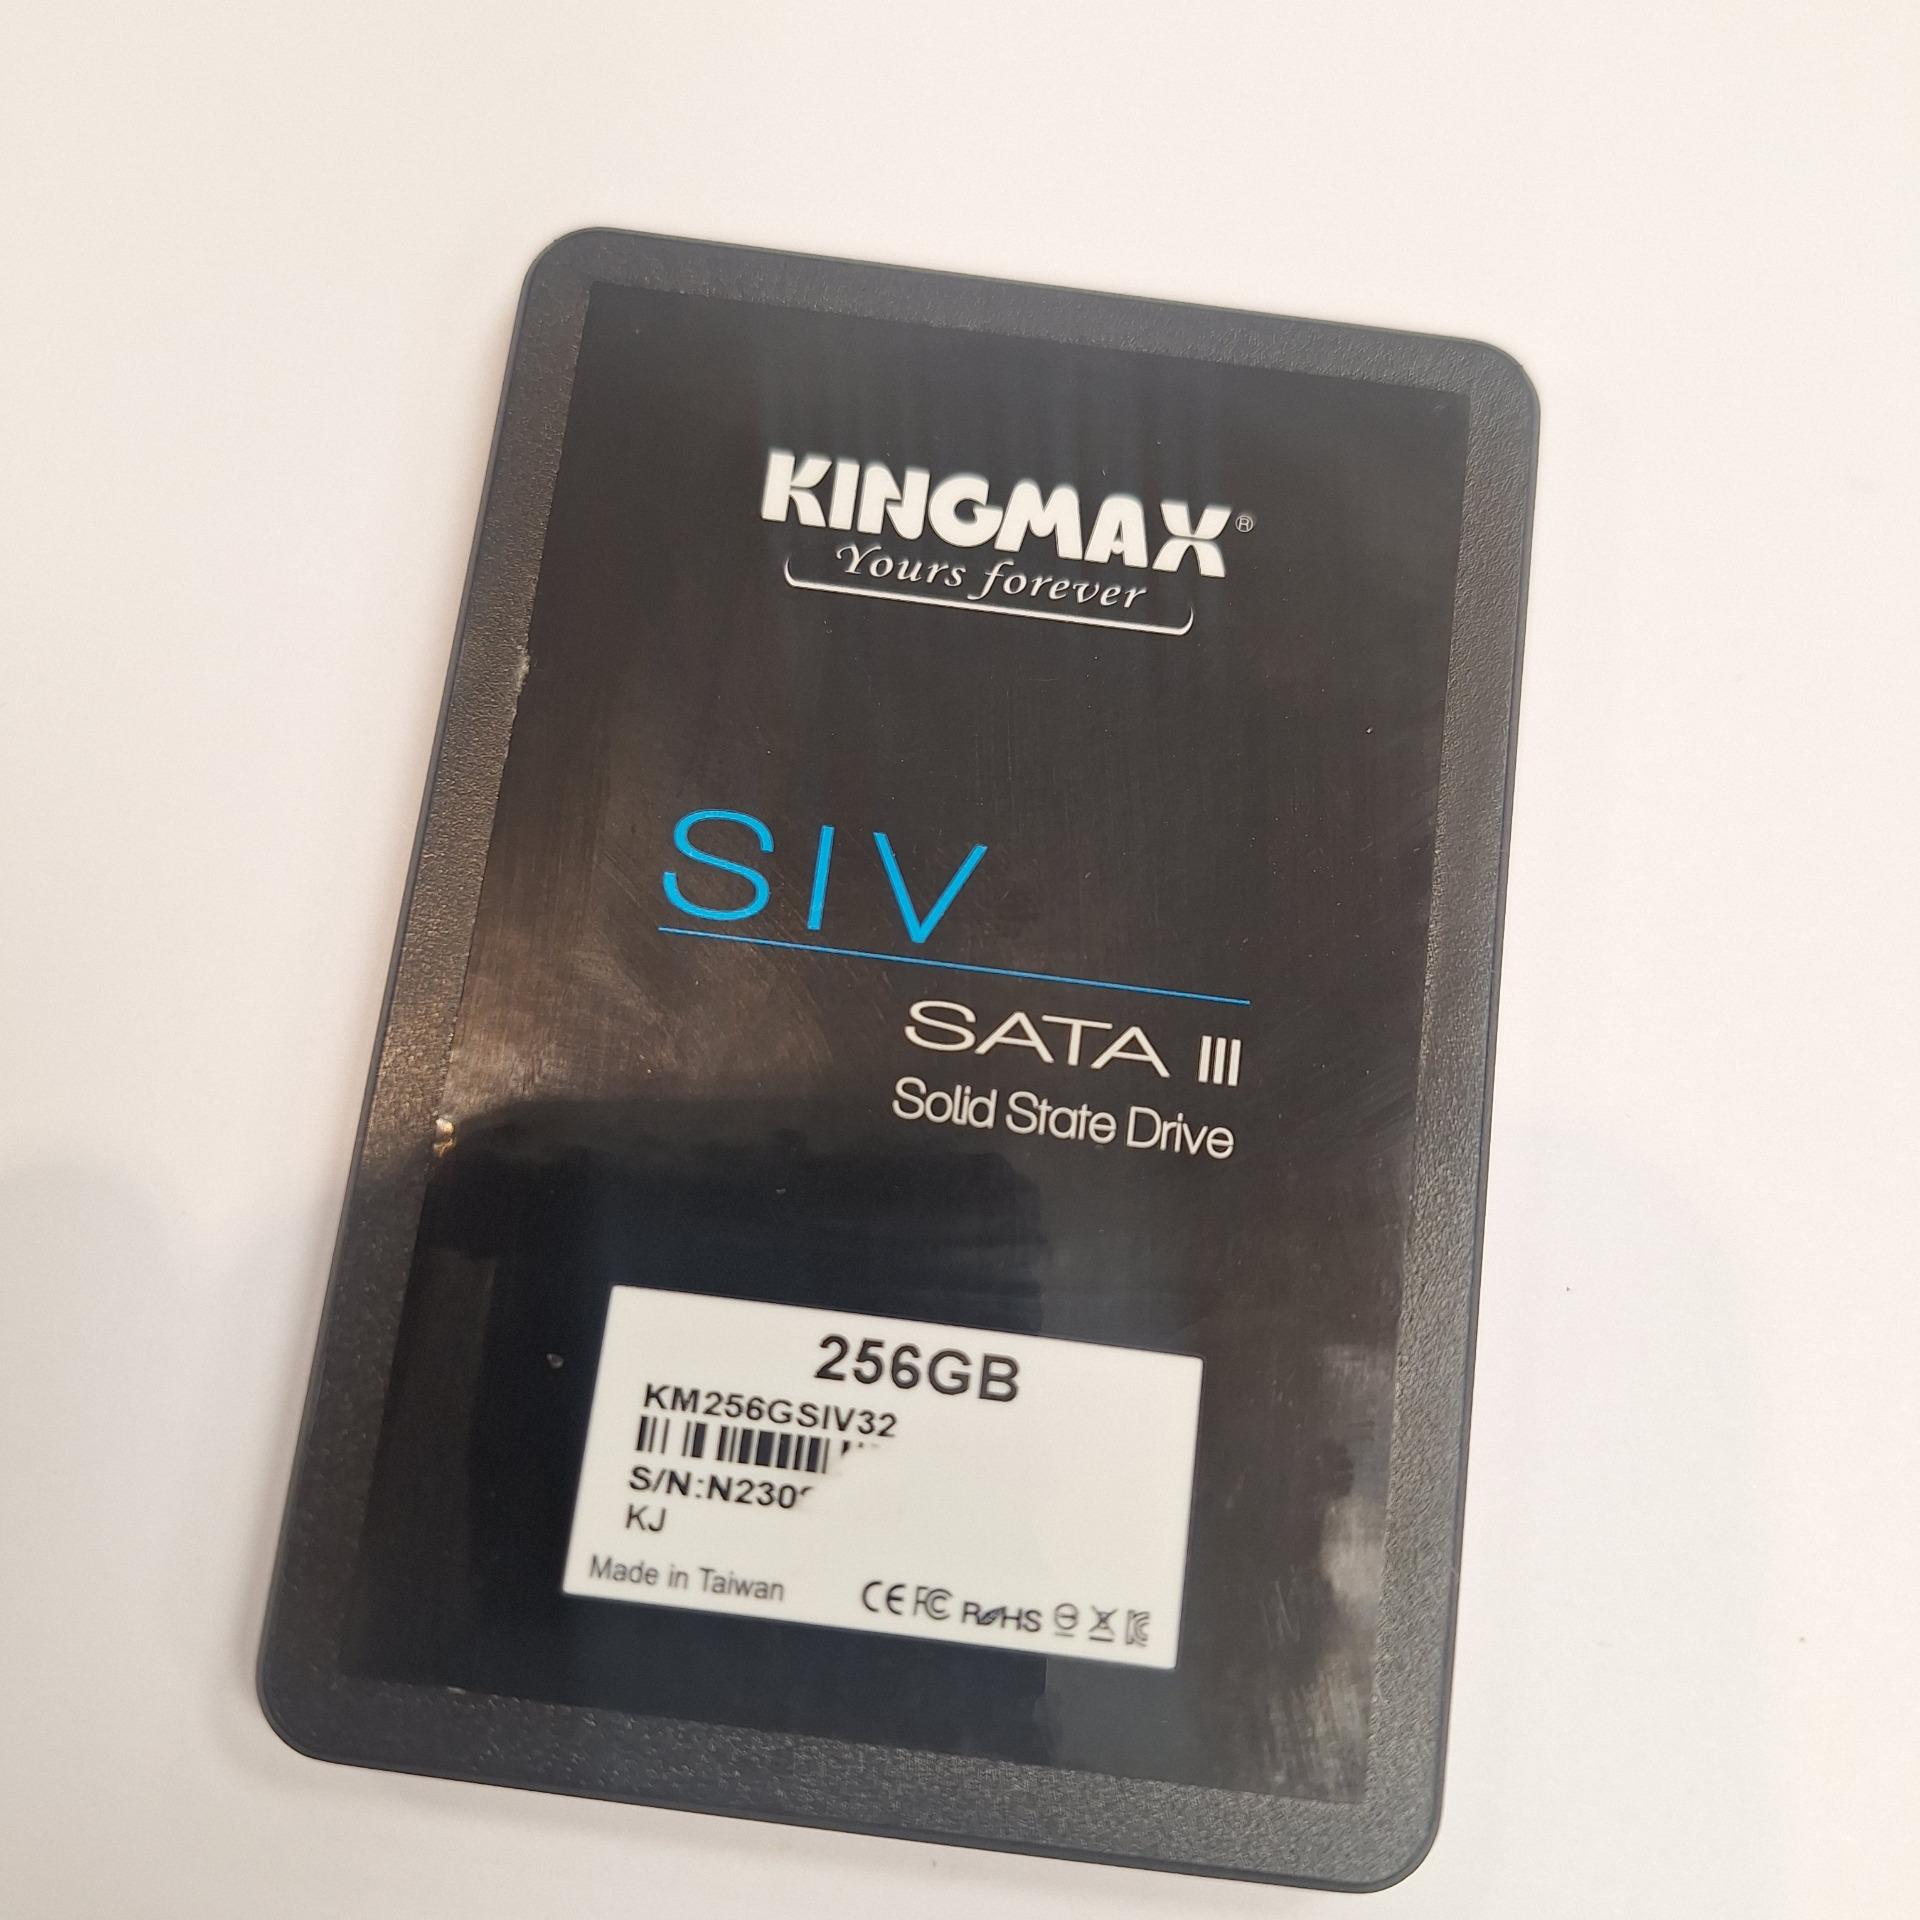 KINGMAX®
Yours forever
SIV
SATA III
Solid State Drive
256GB
KM256GSIV32
S/N:N230
KJ
Made in Taiwan
CE FC RoHS